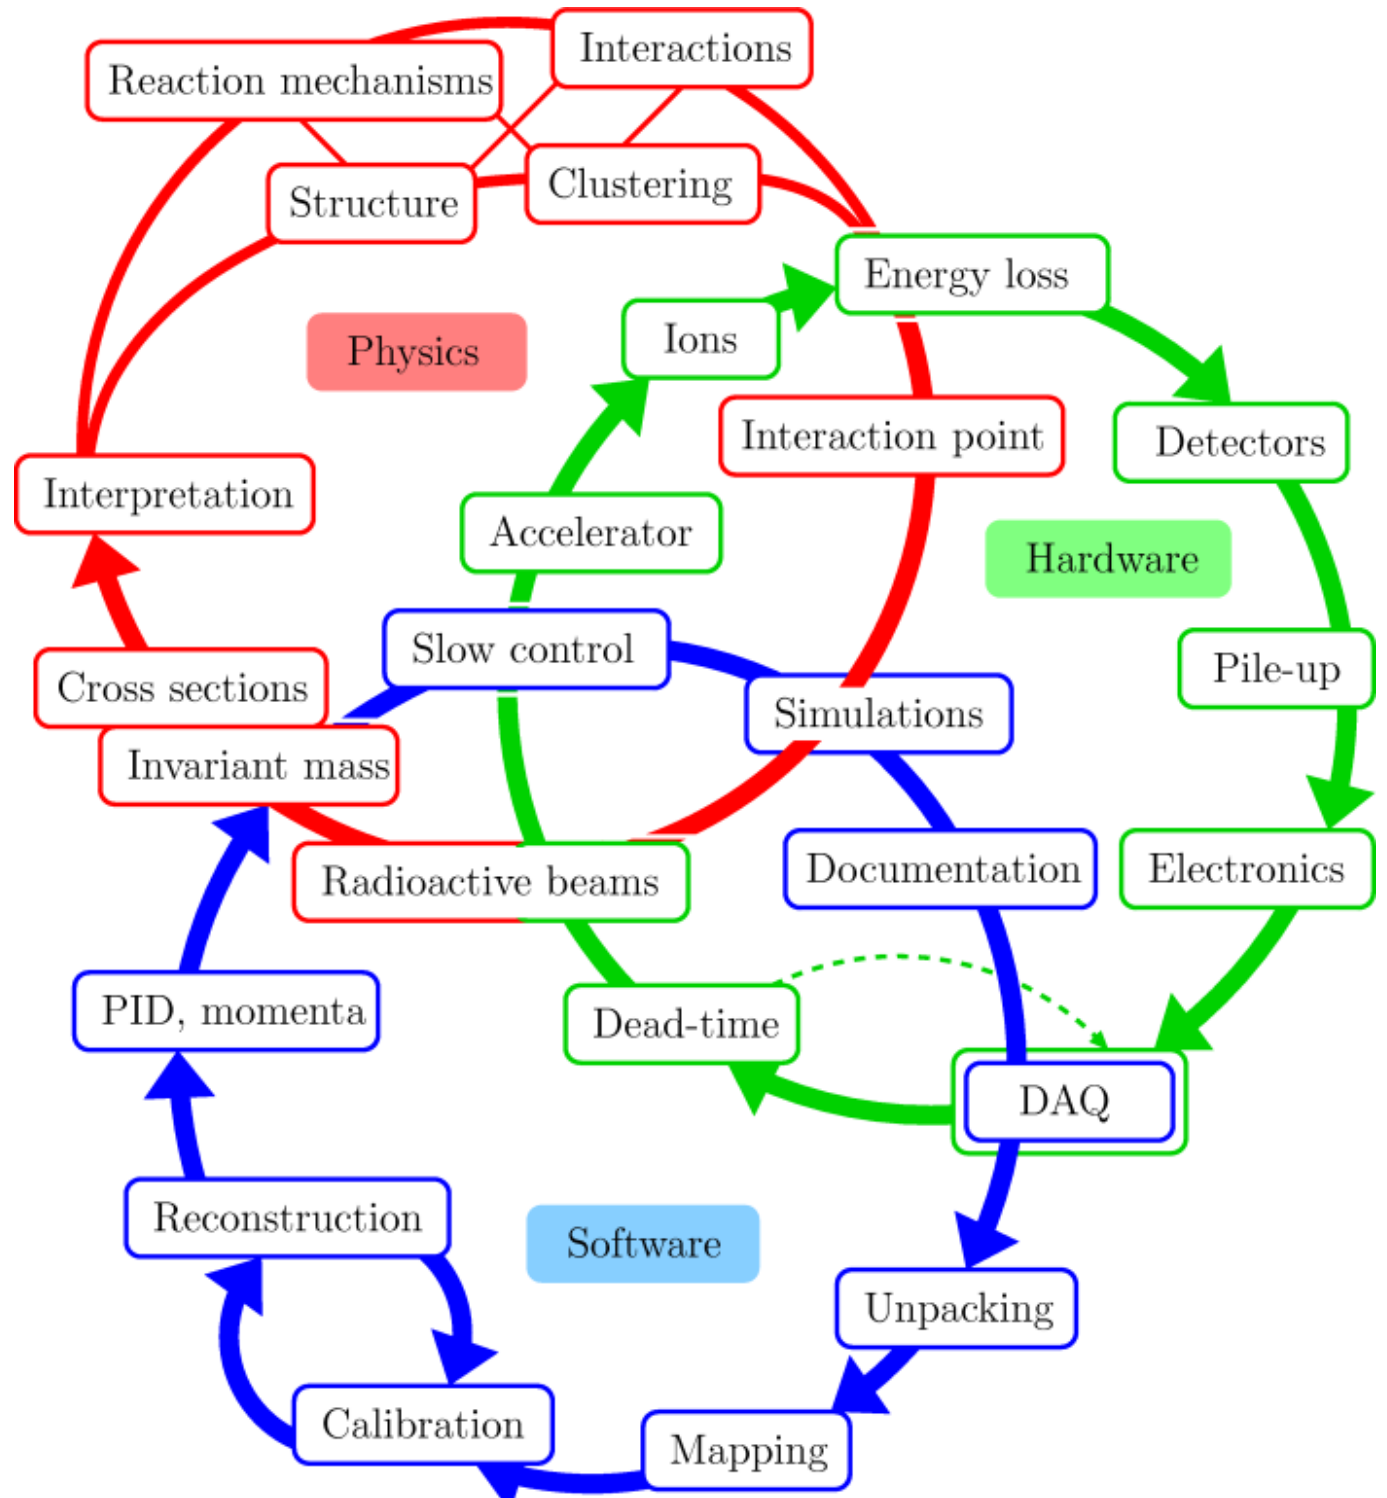 Interactions
Reaction mechanisms
Clustering
Structure
Energy loss
Ions
Physics
Interaction point
Detectors
Interpretation
Accelerator
Hardware
Slow control
Pile-up
Cross sections
Simulations
Invariant mass
Documentation
Electronics
Radioactive beams
PID, momenta
Dead-time
DAQ
Reconstruction
Software
Unpacking
Calibration
Mapping